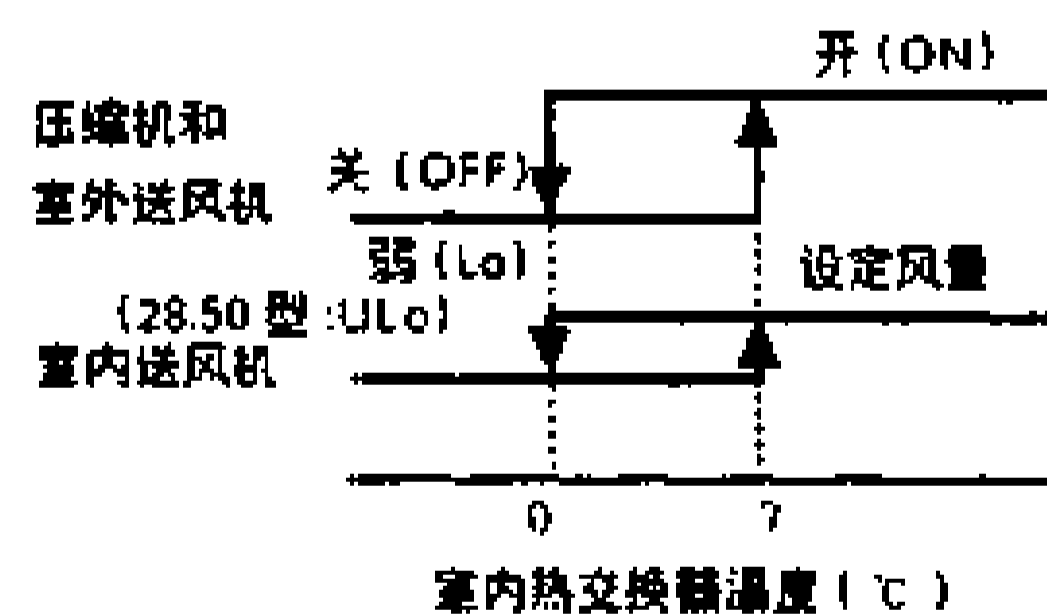 开 (ON)
压缩机和
室外送风机
关 (OFF)
弱 (Lo)
设定风量
(28.50 型 :ULo)
室内送风机
0 7
室内热交换器温度 ( ℃ )